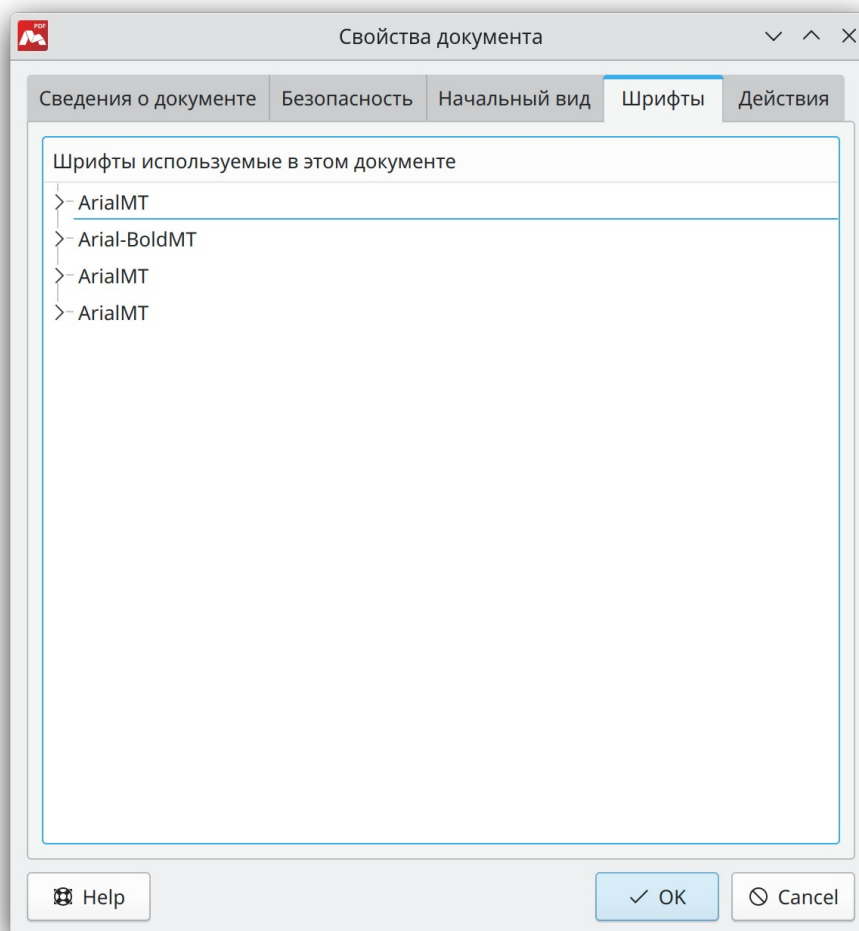 PDF
Свойства документа
Сведения о документе
Безопасность
Начальный вид
Шрифты
Действия
Шрифты используемые в этом документе
ArialMT
Arial-BoldMT
ArialMT
ArialMT
Help
OK
Cancel